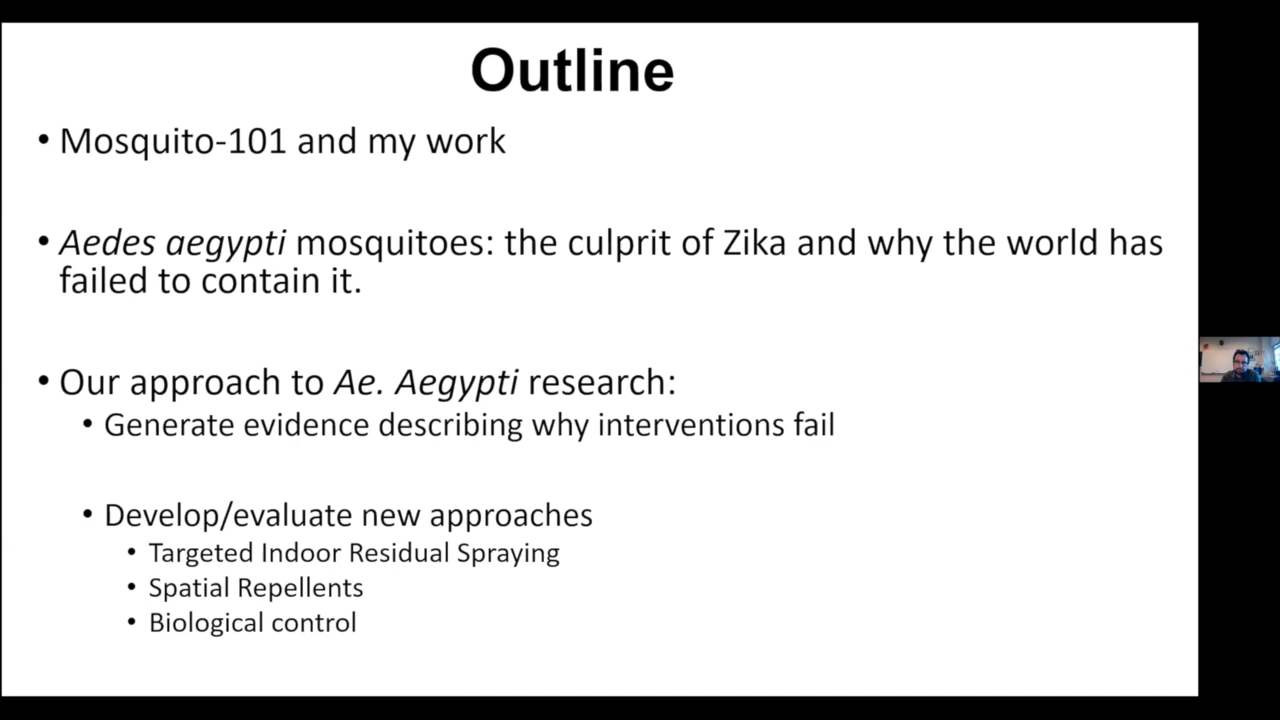 Outline
• Mosquito-101 and my work
• Aedes aegypti mosquitoes: the culprit of Zika and why the world has
failed to contain it.
• Our approach to Ae. Aegypti research:
• Generate evidence describing why interventions fail
• Develop/evaluate new approaches
• Targeted Indoor Residual Spraying
• Spatial Repellents
• Biological control